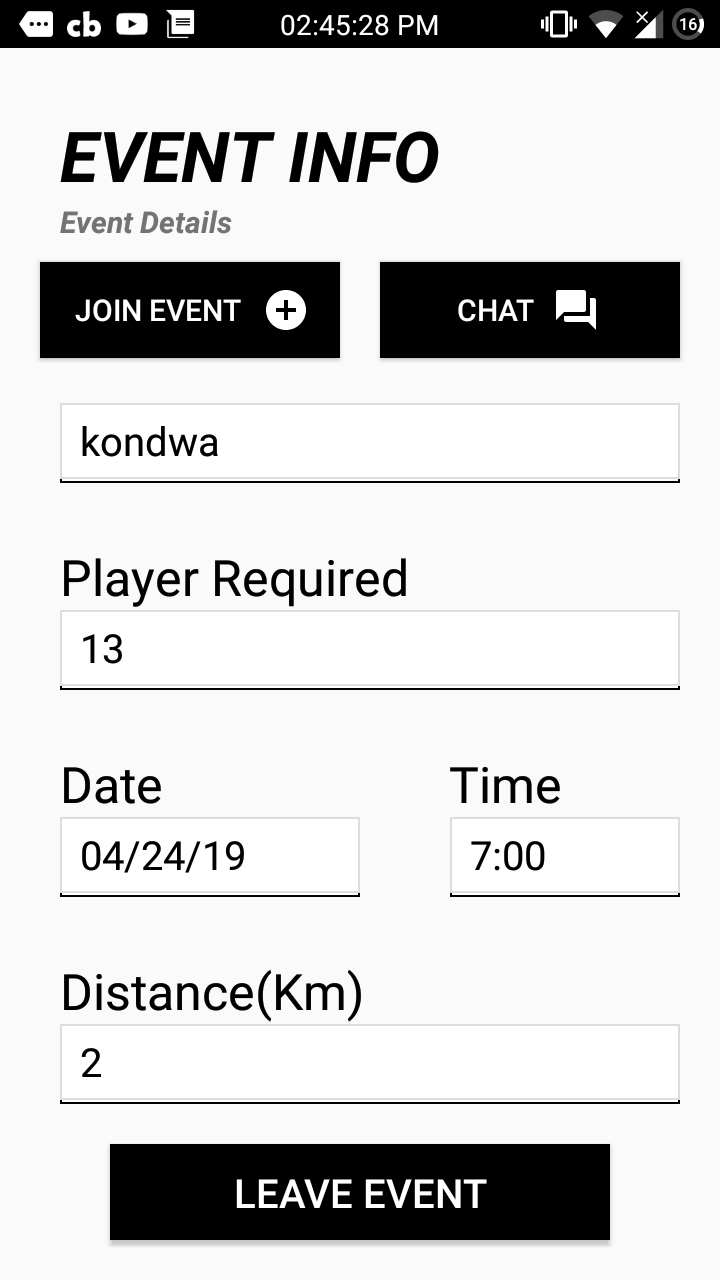 cb 02:45:28 PM 16
EVENT INFO
Event Details
JOIN EVENT CHAT
kondwa
Player Required
13
Date Time
04/24/19 7:00
Distance(Km)
2
LEAVE EVENT